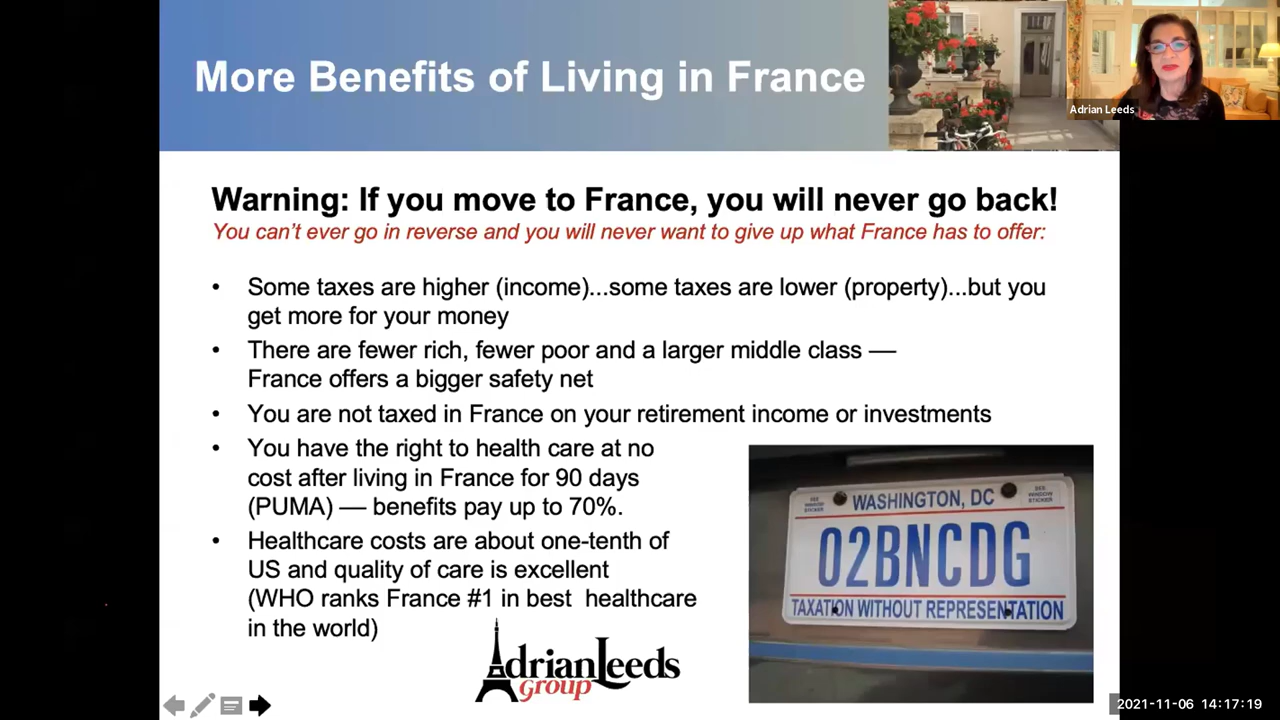 More Benefits of Living in France
Adrian Leeds
Warning: If you move to France, you will never go back!
You can't ever go in reverse and you will never want to give up what France has to offer:
• Some taxes are higher (income)...some taxes are lower (property)...but you
get more for your money
• There are fewer rich, fewer poor and a larger middle class —
France offers a bigger safety net
• You are not taxed in France on your retirement income or investments
• You have the right to health care at no
cost after living in France for 90 days
(PUMA) — benefits pay up to 70%.
• Healthcare costs are about one-tenth of
US and quality of care is excellent
(WHO ranks France #1 in best healthcare
in the world)
SEE
WINDOW
STICKER
WASHINGTON, DC
SEE
WINDOW
STICKER
02BNCDG
TAXATION WITHOUT REPRESENTATION
AdrianLeeds
group
2021-11-06 14:17:19